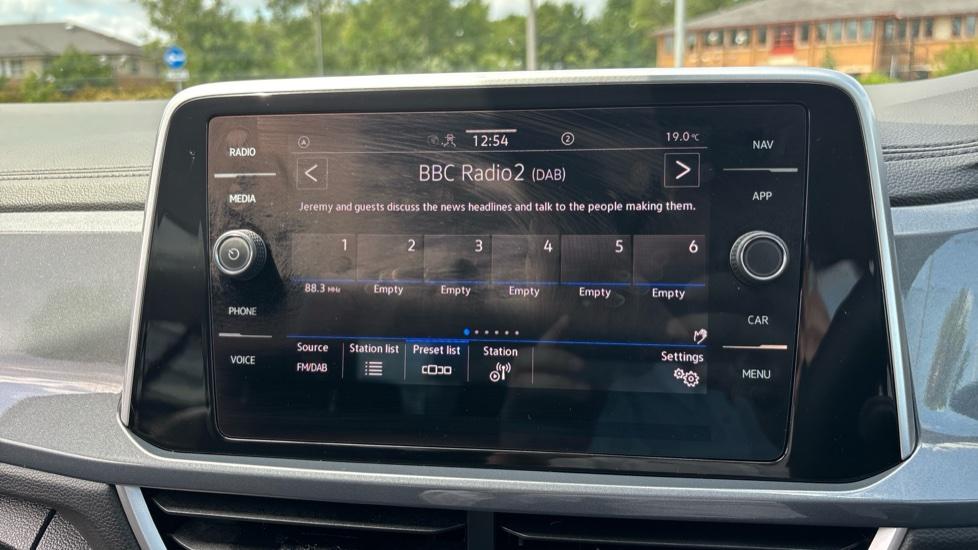 RADIO
MEDIA
PHONE
VOICE
A
12:54
2
19.0°C
<
BBC Radio2 (DAB)
>
Jeremy and guests discuss the news headlines and talk to the people making them.
1 2 3 4 5 6
88.3 MHz Empty Empty Empty Empty Empty
Source Station list Preset list Station Settings
FM/DAB
NAV
APP
CAR
MENU